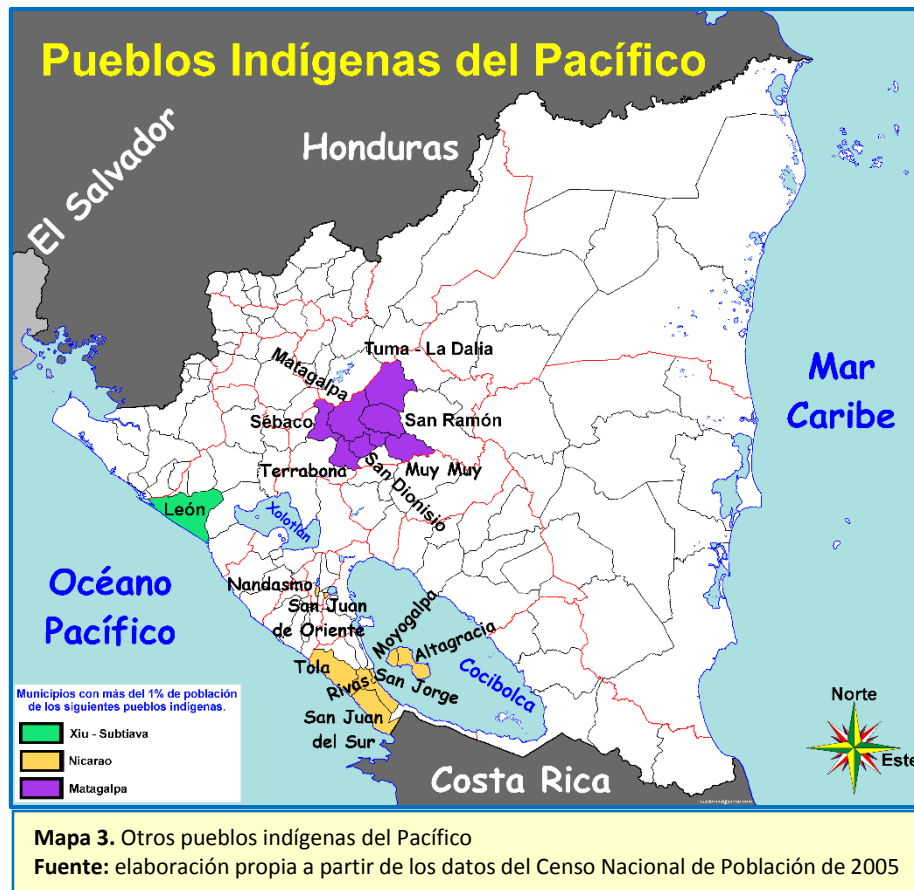 Pueblos Indígenas del Pacífico
El Salvador
Honduras
Tuma - La Dalia
Matagalpa
Sébaco
San Ramón
Terrabona
San Dionisio
Muy Muy
Mar
Caribe
León
Xolotlán
Océano
Pacífico
Nandasmo
San Juan
de Oriente
Moyogalpa
Altagracia
Cocibolca
Tola
Rivas
San Jorge
San Juan
del Sur
Costa Rica
Norte
Este
Municipios con más del 1% de población
de los siguientes pueblos indígenas.
Xiu - Subtiava
Nicarao
Matagalpa
Mapa 3. Otros pueblos indígenas del Pacífico
Fuente: elaboración propia a partir de los datos del Censo Nacional de Población de 2005